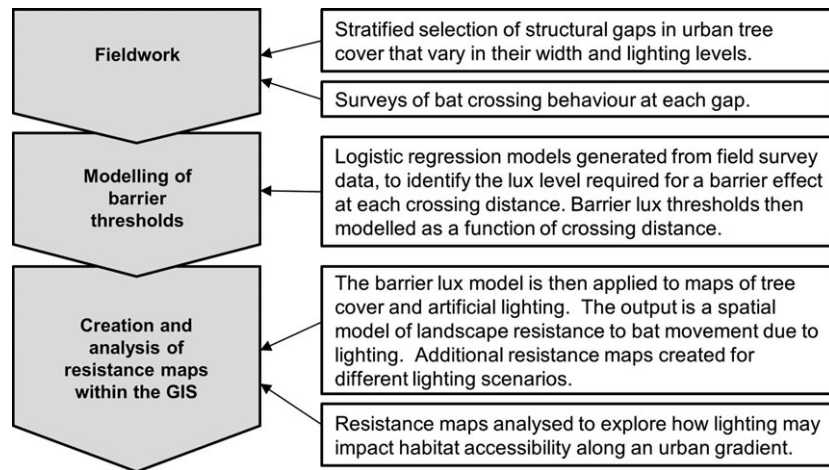 Fieldwork
Stratified selection of structural gaps in urban tree
cover that vary in their width and lighting levels.
Surveys of bat crossing behaviour at each gap.
Modelling of
barrier
thresholds
Logistic regression models generated from field survey
data, to identify the lux level required for a barrier effect
at each crossing distance. Barrier lux thresholds then
modelled as a function of crossing distance.
Creation and
analysis of
resistance maps
within the GIS
The barrier lux model is then applied to maps of tree
cover and artificial lighting.  The output is a spatial
model of landscape resistance to bat movement due to
lighting.  Additional resistance maps created for
different lighting scenarios.
Resistance maps analysed to explore how lighting may
impact habitat accessibility along an urban gradient.